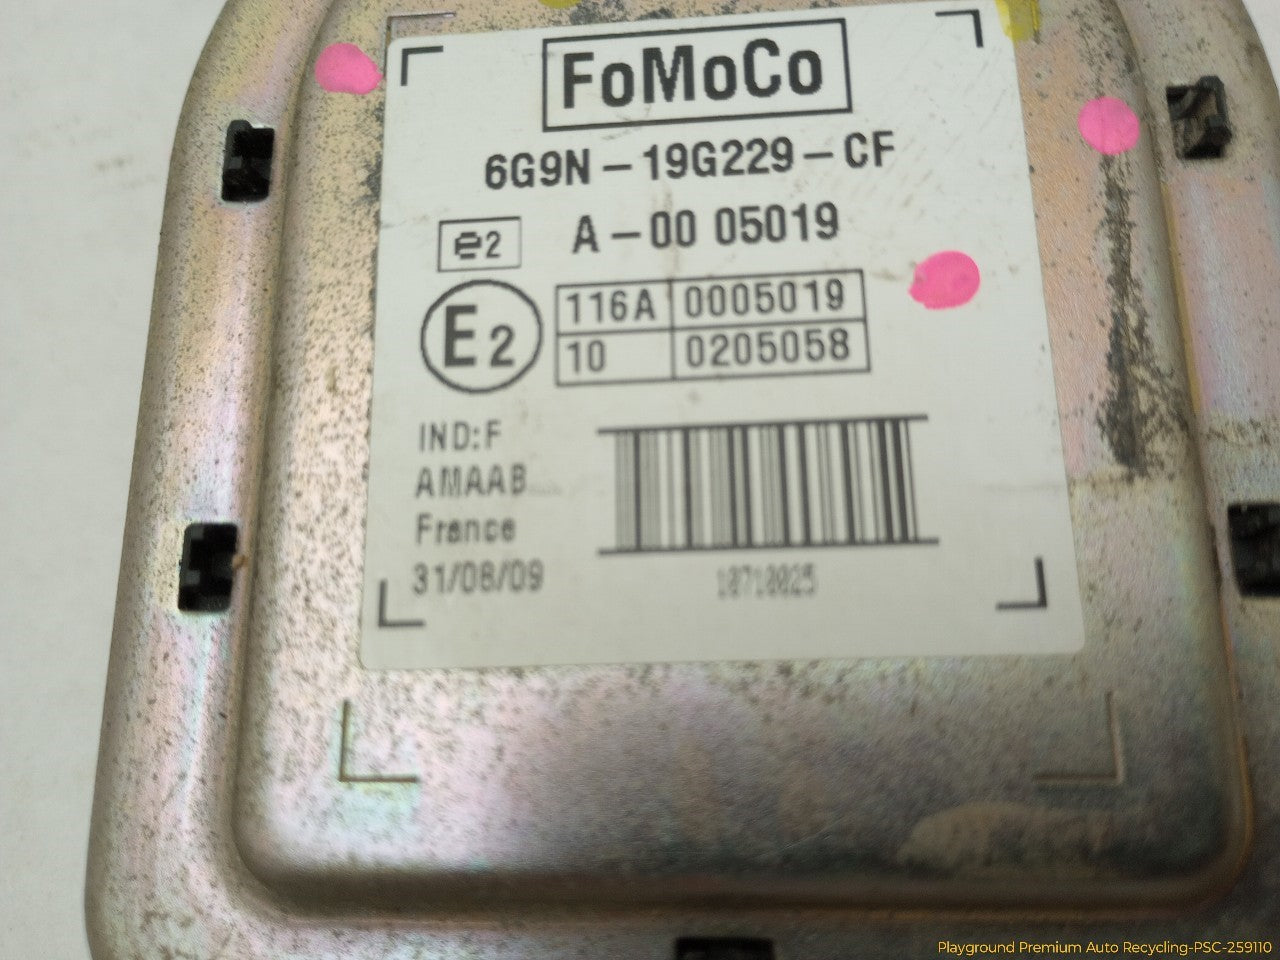 FoMoCo
6G9N-19G229-CF
e2 A-00 05019
E2 116A 0005019
10 0205058
IND:F
AMAAB
France
31/08/09
10710025
Playground Premium Auto Recycling-PSC-259110